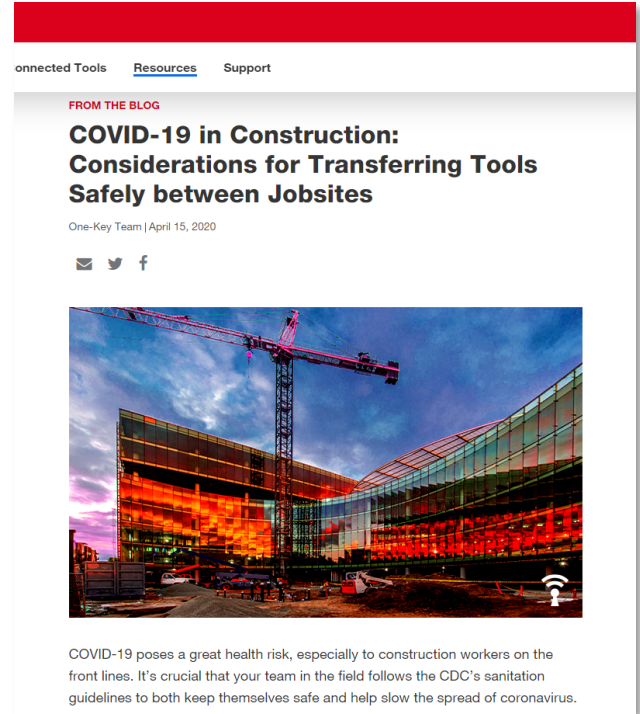 onnected Tools Resources Support
FROM THE BLOG
COVID-19 in Construction:
Considerations for Transferring Tools
Safely between Jobsites
One-Key Team | April 15, 2020
COVID-19 poses a great health risk, especially to construction workers on the
front lines. It’s crucial that your team in the field follows the CDC’s sanitation
guidelines to both keep themselves safe and help slow the spread of coronavirus.